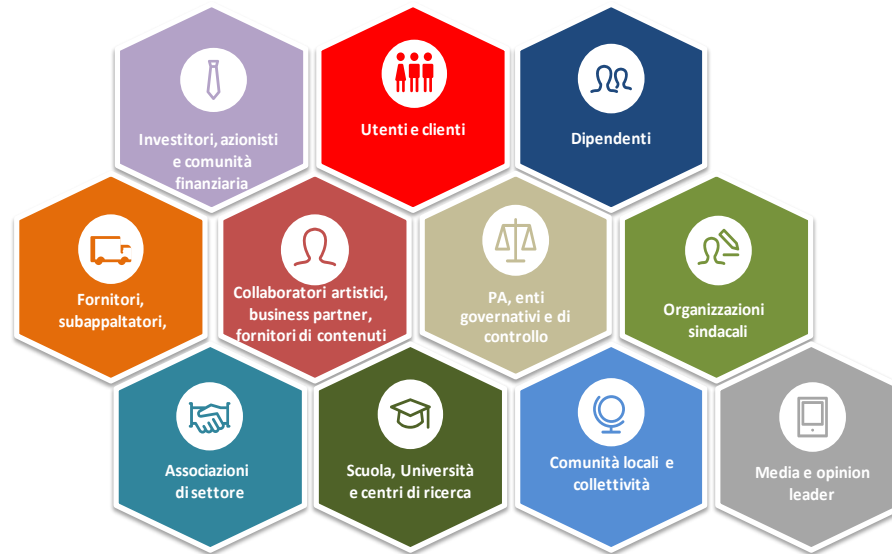 Investitori, azionisti
e comunità
finanziaria
Utenti e clienti
Dipendenti
Fornitori,
subappaltatori,
Collaboratori artistici,
business partner,
fornitori di contenuti
PA, enti
governativi e di
controllo
Organizzazioni
sindacali
Associazioni
di settore
Scuola, Università
e centri di ricerca
Comunità locali e
collettività
Media e opinion
leader